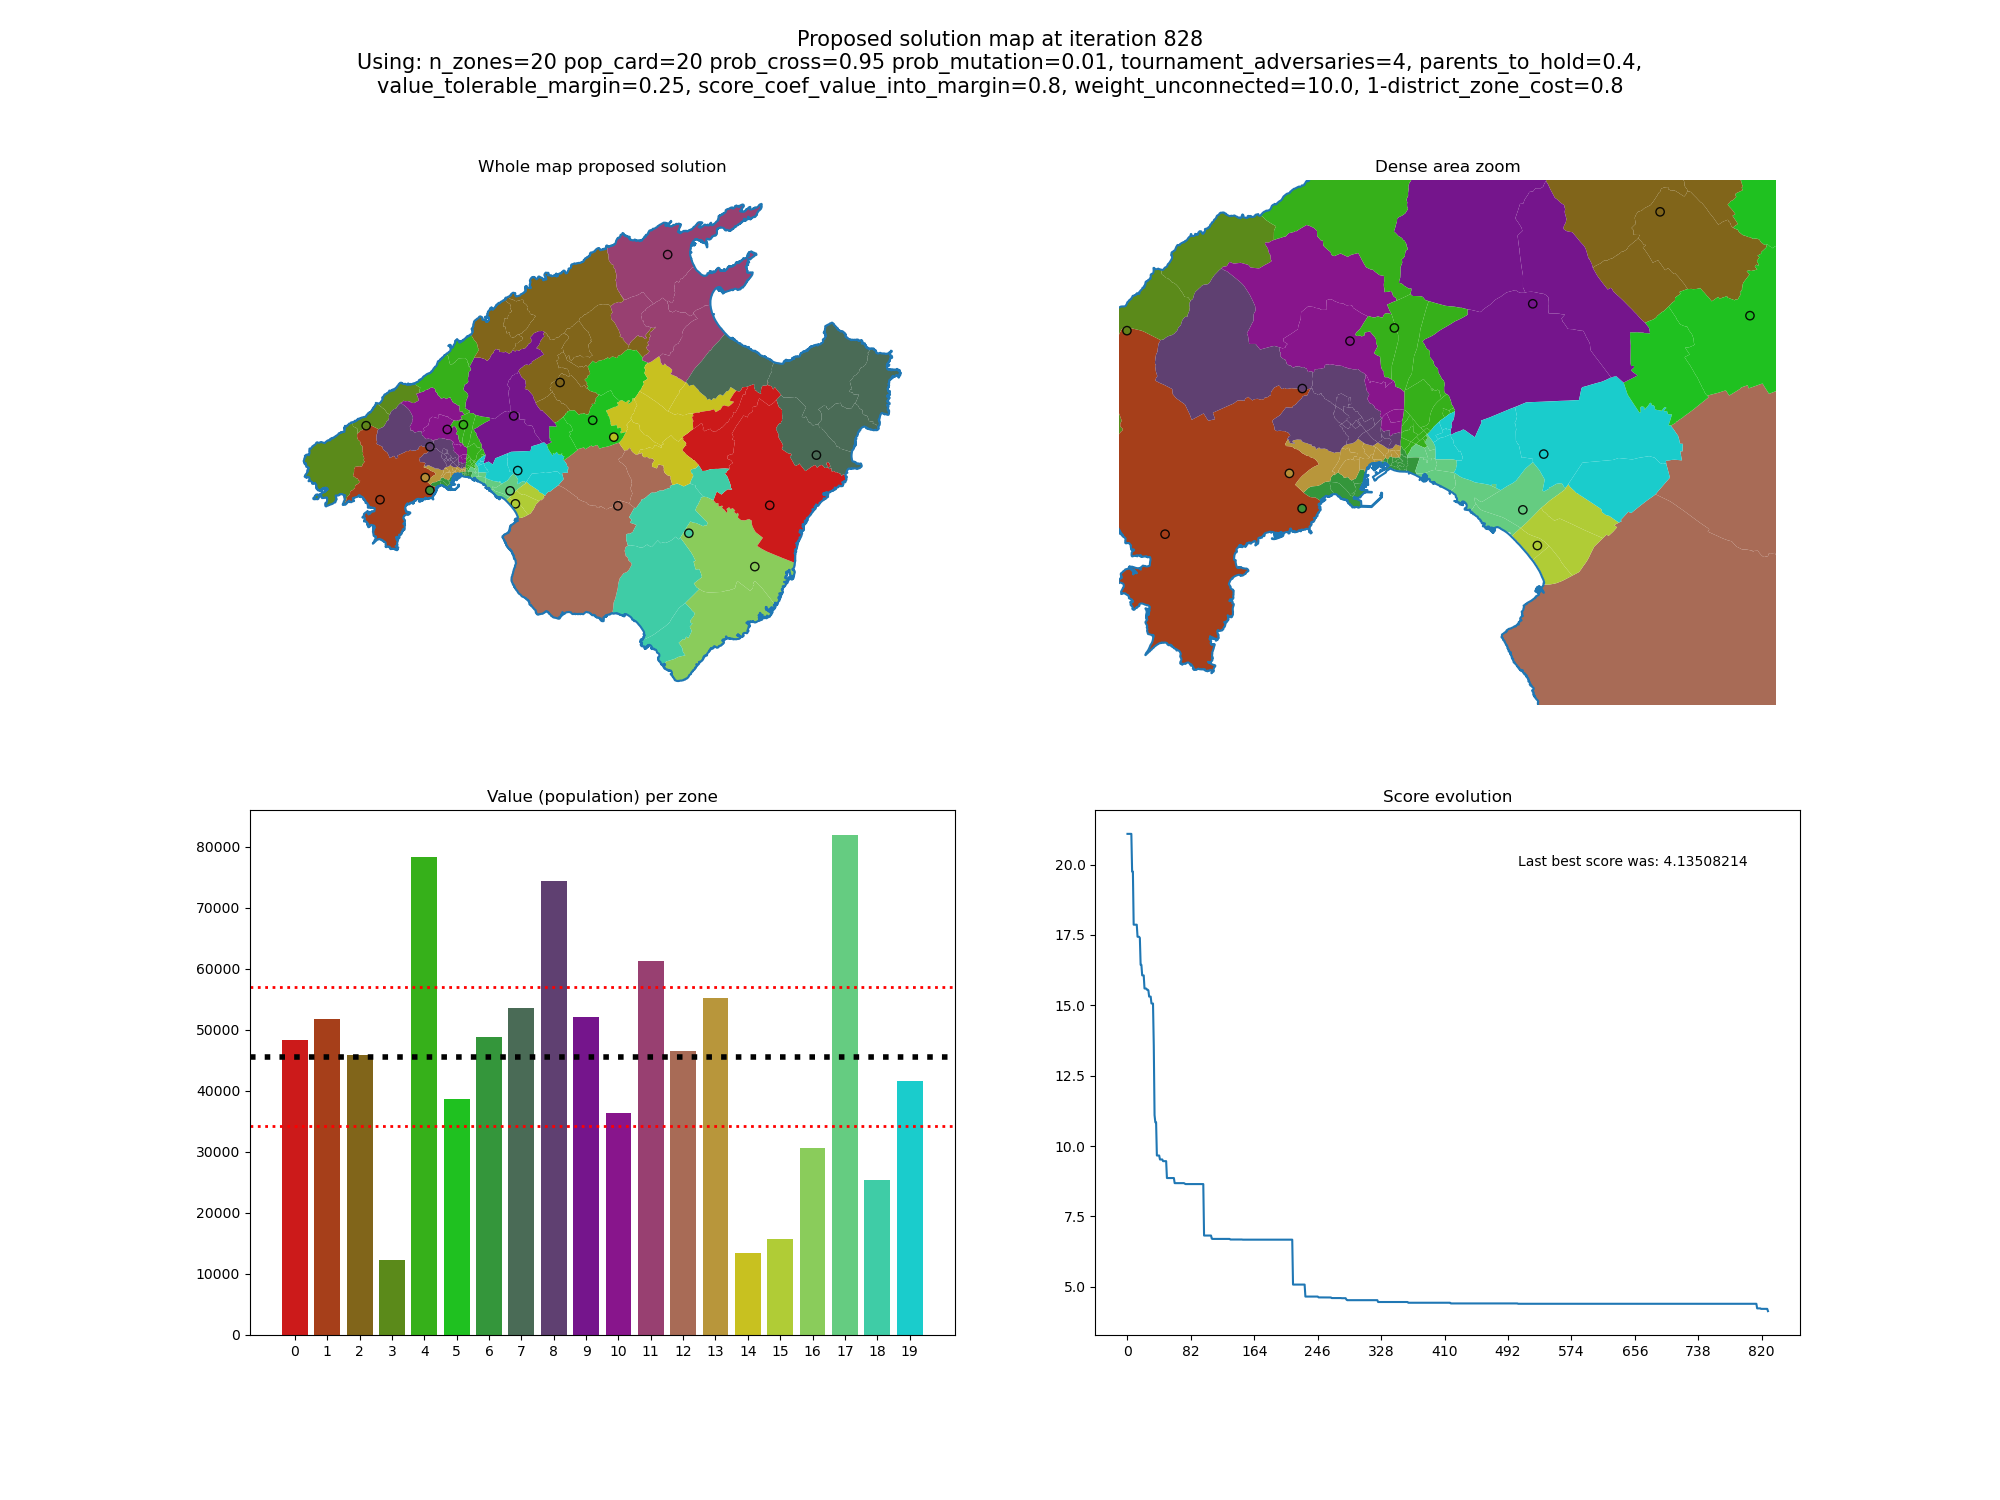 Proposed solution map at iteration 828
Using: n_zones=20 pop_card=20 prob_cross=0.95 prob_mutation=0.01, tournament_adversaries=4, parents_to_hold=0.4,
value_tolerable_margin=0.25, score_coef_value_into_margin=0.8, weight_unconnected=10.0, 1-district_zone_cost=0.8
Whole map proposed solution
Dense area zoom
Value (population) per zone
80000
70000
60000
50000
40000
30000
20000
10000
0
0 1 2 3 4 5 6 7 8 9 10 11 12 13 14 15 16 17 18 19
Score evolution
Last best score was: 4.13508214
20.0
17.5
15.0
12.5
10.0
7.5
5.0
0 82 164 246 328 410 492 574 656 738 820